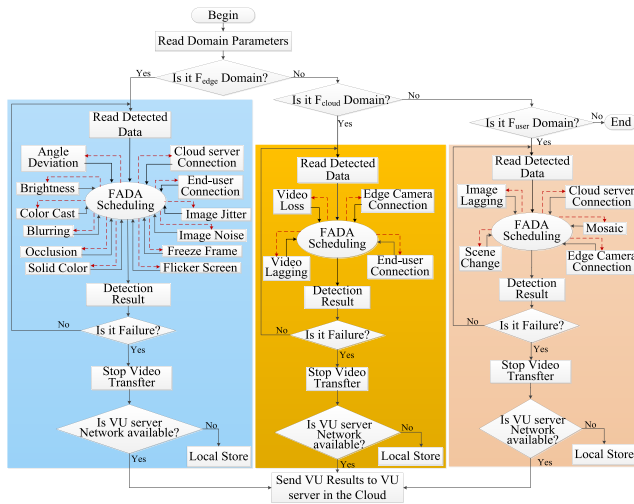 Begin
Read Domain Parameters
Yes
Is it Fedge Domain?
No
Is it Fcloud Domain?
No
Yes
Is it Fuser Domain?
No
End
Yes
Read Detected
Data
Angle
Deviation
Cloud server
Connection
Brightness
FADA
Scheduling
End-user
Connection
Color Cast
Image Jitter
Blurring
Image Noise
Occlusion
Freeze Frame
Solid Color
Flicker Screen
Detection
Result
No
Is it Failure?
Yes
Stop Video
Transfer
Is VU server
Network available?
No
Yes
Local Store
Read Detected
Data
Video
Loss
Edge Camera
Connection
FADA
Scheduling
Video
Lagging
End-user
Connection
Detection
Result
No
Is it Failure?
Yes
Stop Video
Transfter
Is VU server
Network available?
No
Yes
Local Store
Read Detected
Data
Image
Lagging
Cloud server
Connection
FADA
Scheduling
Mosaic
Scene
Change
Edge Camera
Connection
Detection
Result
No
Is it Failure?
Yes
Stop Video
Transfer
Is VU server
Network
available?
No
Yes
Local Store
Send VU Results to VU
server in the Cloud